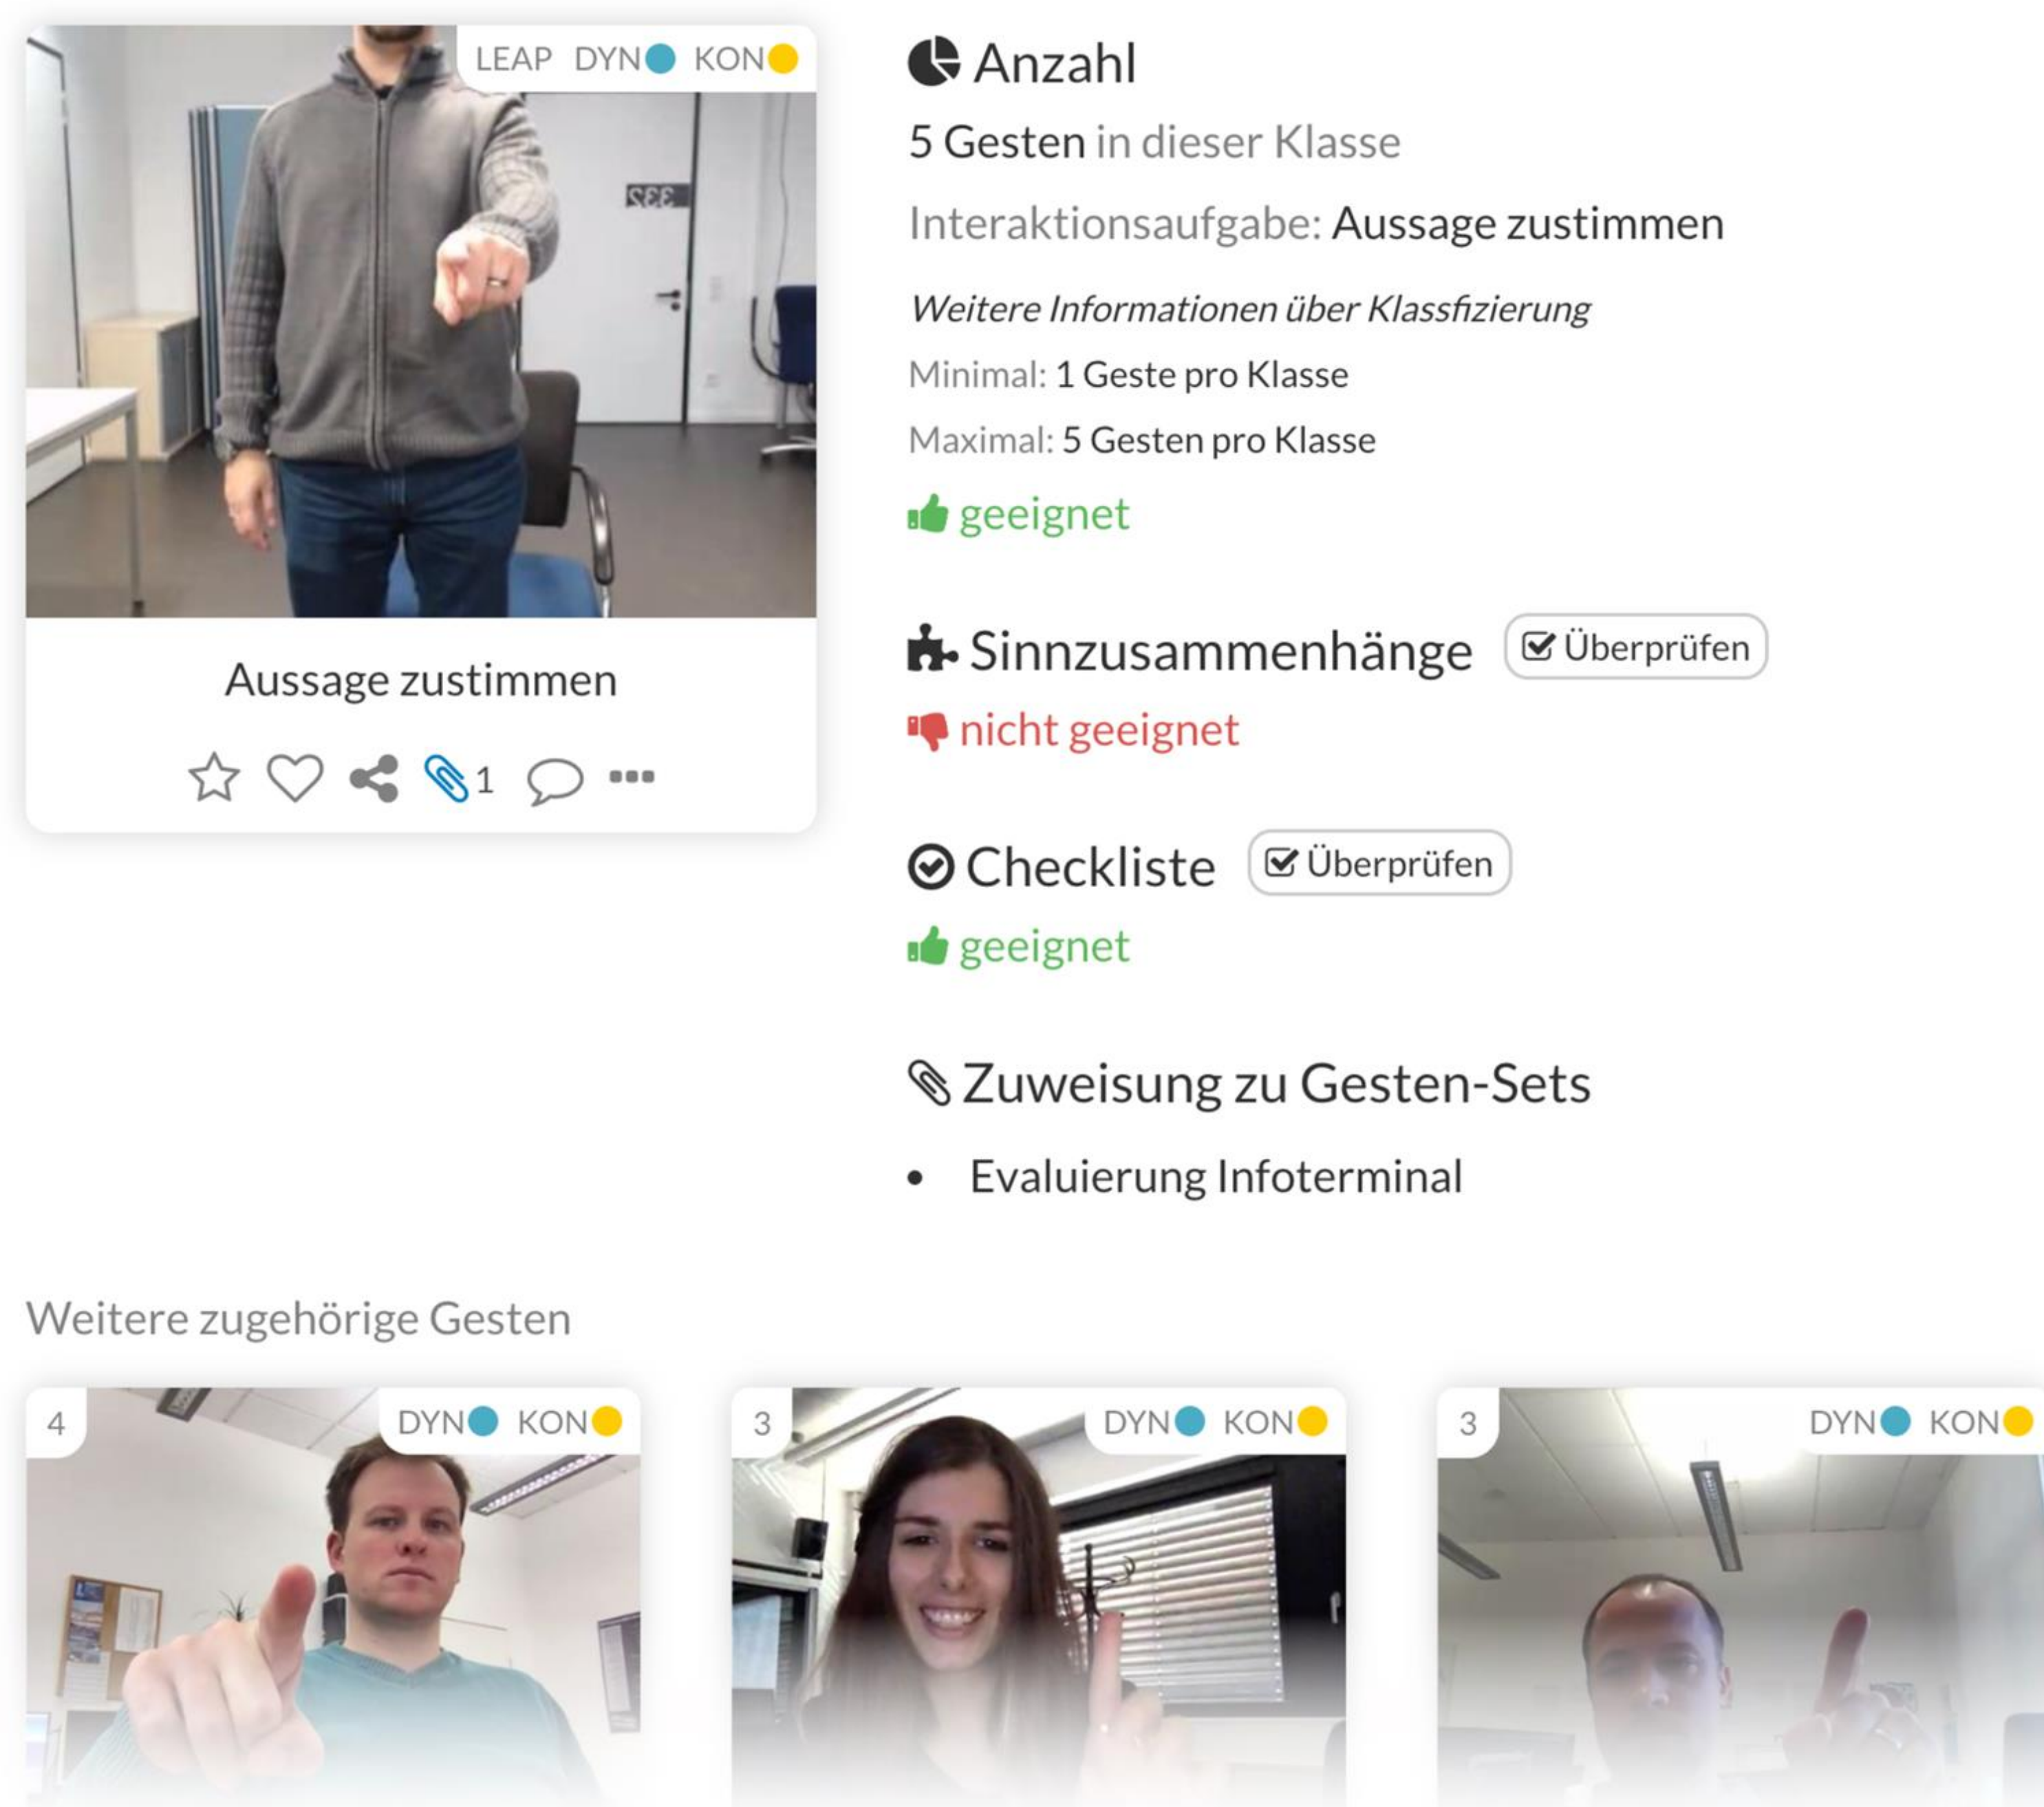 LEAP DYN KON
332
Aussage zustimmen
1
Anzahl
5 Gesten in dieser Klasse
Interaktionsaufgabe: Aussage zustimmen
Weitere Informationen über Klassfizierung
Minimal: 1 Geste pro Klasse
Maximal: 5 Gesten pro Klasse
geeignet
Sinnzusammenhänge Überprüfen
nicht geeignet
Checkliste Überprüfen
geeignet
Zuweisung zu Gesten-Sets
• Evaluierung Infoterminal
Weitere zugehörige Gesten
4 DYN KON
3 DYN KON
3 DYN KON